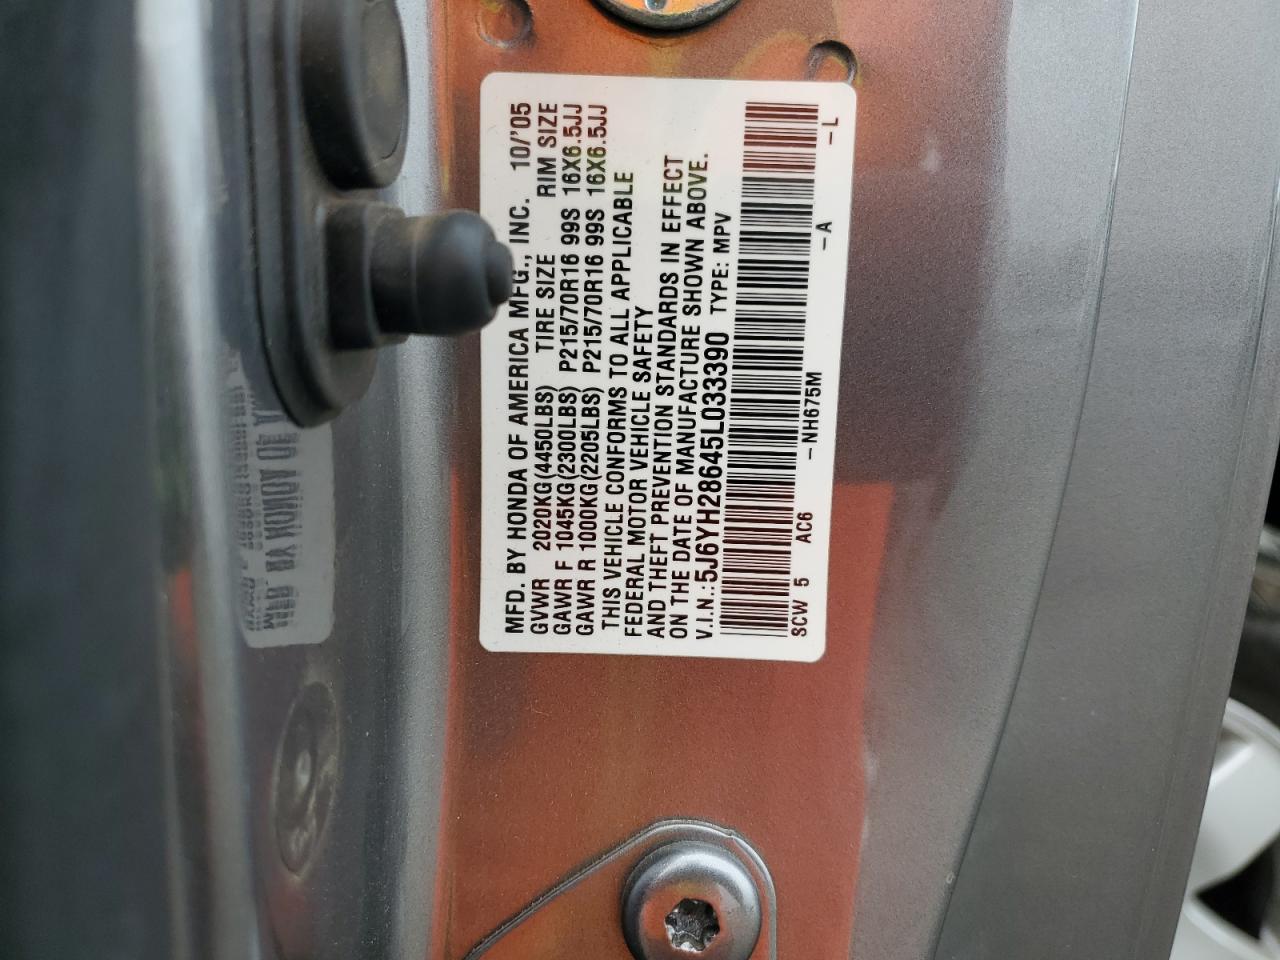 MFD. BY HONDA OF AMERICA MFG., INC. 10/'05
GVWR 2020KG(4450LBS) TIRE SIZE RIM SIZE
GAWR F 1045KG(2300LBS) P215/70R16 99S 16X6.5JJ
GAWR R 1000KG(2205LBS) P215/70R16 99S 16X6.5JJ
THIS VEHICLE CONFORMS TO ALL APPLICABLE
FEDERAL MOTOR VEHICLE SAFETY
AND THEFT PREVENTION STANDARDS IN EFFECT
ON THE DATE OF MANUFACTURE SHOWN ABOVE.
V.I.N.:5J6YH28645L033390 TYPE: MPV
SCW 5 AC6 -NH675M -A -L